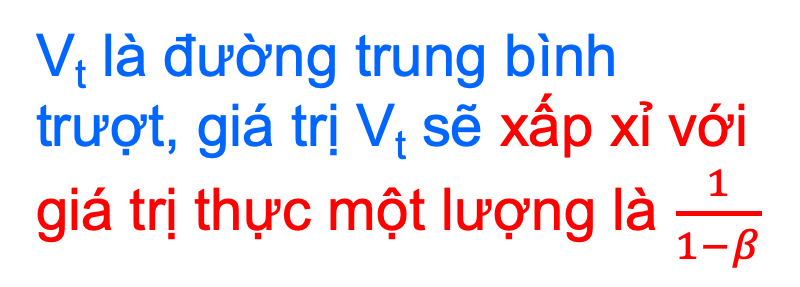 Vₜ là đường trung bình
trượt, giá trị Vₜ sẽ xấp xỉ với
giá trị thực một lượng là 1/(1−β)